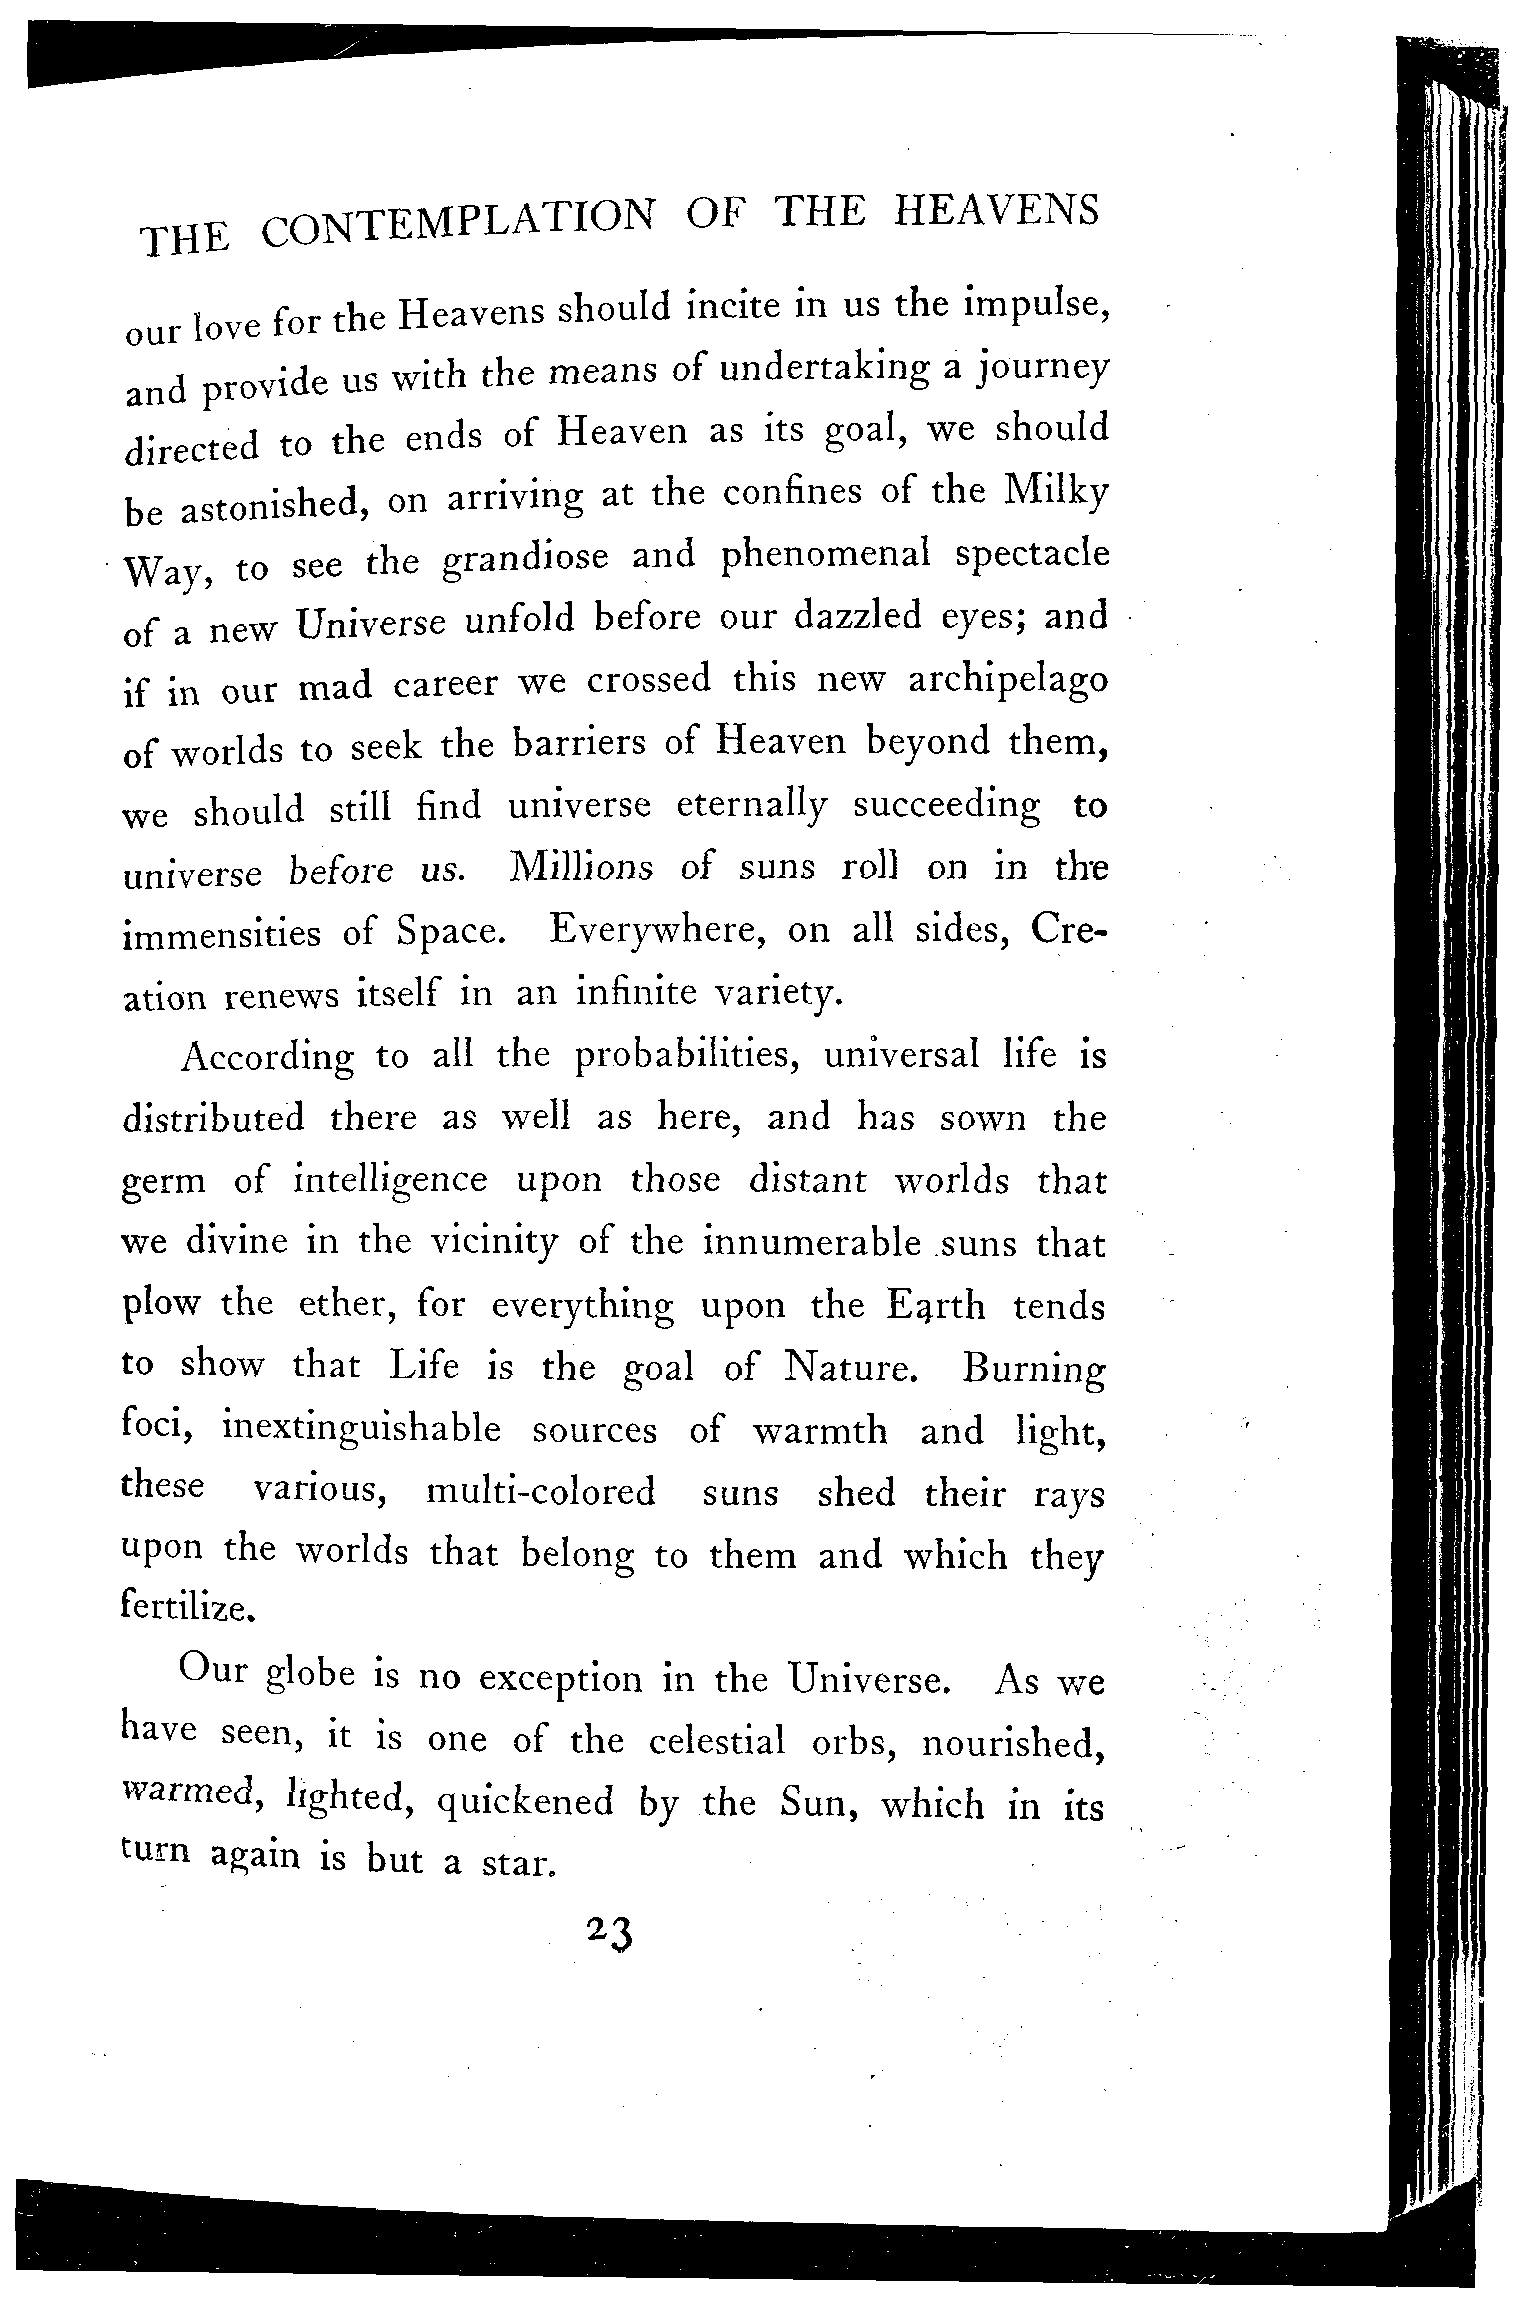 THE CONTEMPLATION OF THE HEAVENS
our love for the Heavens should incite in us the impulse,
and provide us with the means of undertaking a journey
directed to the ends of Heaven as its goal, we should
be astonished, on arriving at the confines of the Milky
Way, to see the grandiose and phenomenal spectacle
of a new Universe unfold before our dazzled eyes; and
if in our mad career we crossed this new archipelago
of worlds to seek the barriers of Heaven beyond them,
we should still find universe eternally succeeding to
universe before us. Millions of suns roll on in the
immensities of Space. Everywhere, on all sides, Cre-
ation renews itself in an infinite variety.
According to all the probabilities, universal life is
distributed there as well as here, and has sown the
germ of intelligence upon those distant worlds that
we divine in the vicinity of the innumerable suns that
plow the ether, for everything upon the Earth tends
to show that Life is the goal of Nature. Burning
foci, inextinguishable sources of warmth and light,
these various, multi-colored suns shed their rays
upon the worlds that belong to them and which they
fertilize.
Our globe is no exception in the Universe. As we
have seen, it is one of the celestial orbs, nourished,
warmed, lighted, quickened by the Sun, which in its
turn again is but a star.
23